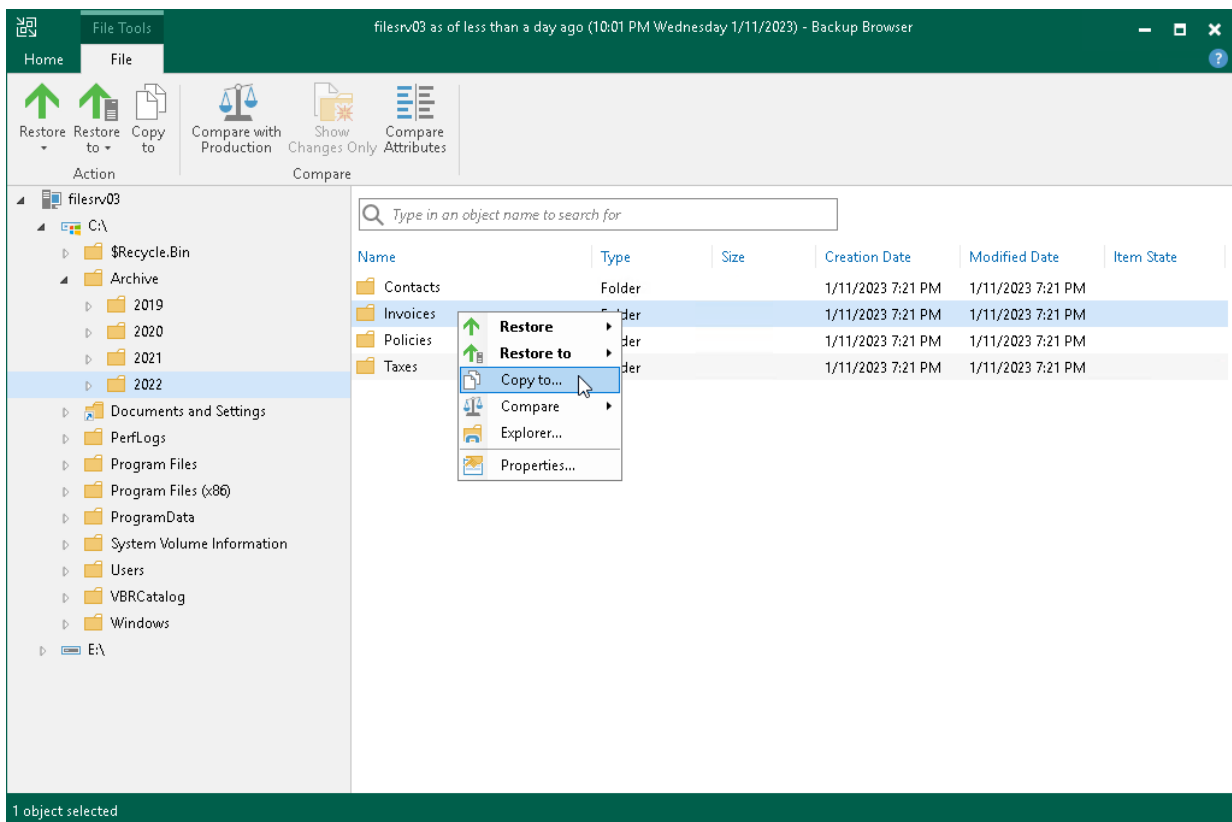 File Tools
filesrv03 as of less than a day ago (10:01 PM Wednesday 1/11/2023) - Backup Browser
Home File
Restore Restore to Copy to Compare with Production Show Changes Only Compare Attributes
Action Compare
filesrv03
C:\
$Recycle.Bin
Archive
2019
2020
2021
2022
Documents and Settings
PerfLogs
Program Files
Program Files (x86)
ProgramData
System Volume Information
Users
VBRCatalog
Windows
E:\
Type in an object name to search for
Name Type Size Creation Date Modified Date Item State
Contacts Folder 1/11/2023 7:21 PM 1/11/2023 7:21 PM
Invoices 1/11/2023 7:21 PM 1/11/2023 7:21 PM
Policies 1/11/2023 7:21 PM 1/11/2023 7:21 PM
Taxes 1/11/2023 7:21 PM 1/11/2023 7:21 PM
Restore
Restore to
Copy to...
Compare
Explorer...
Properties...
1 object selected